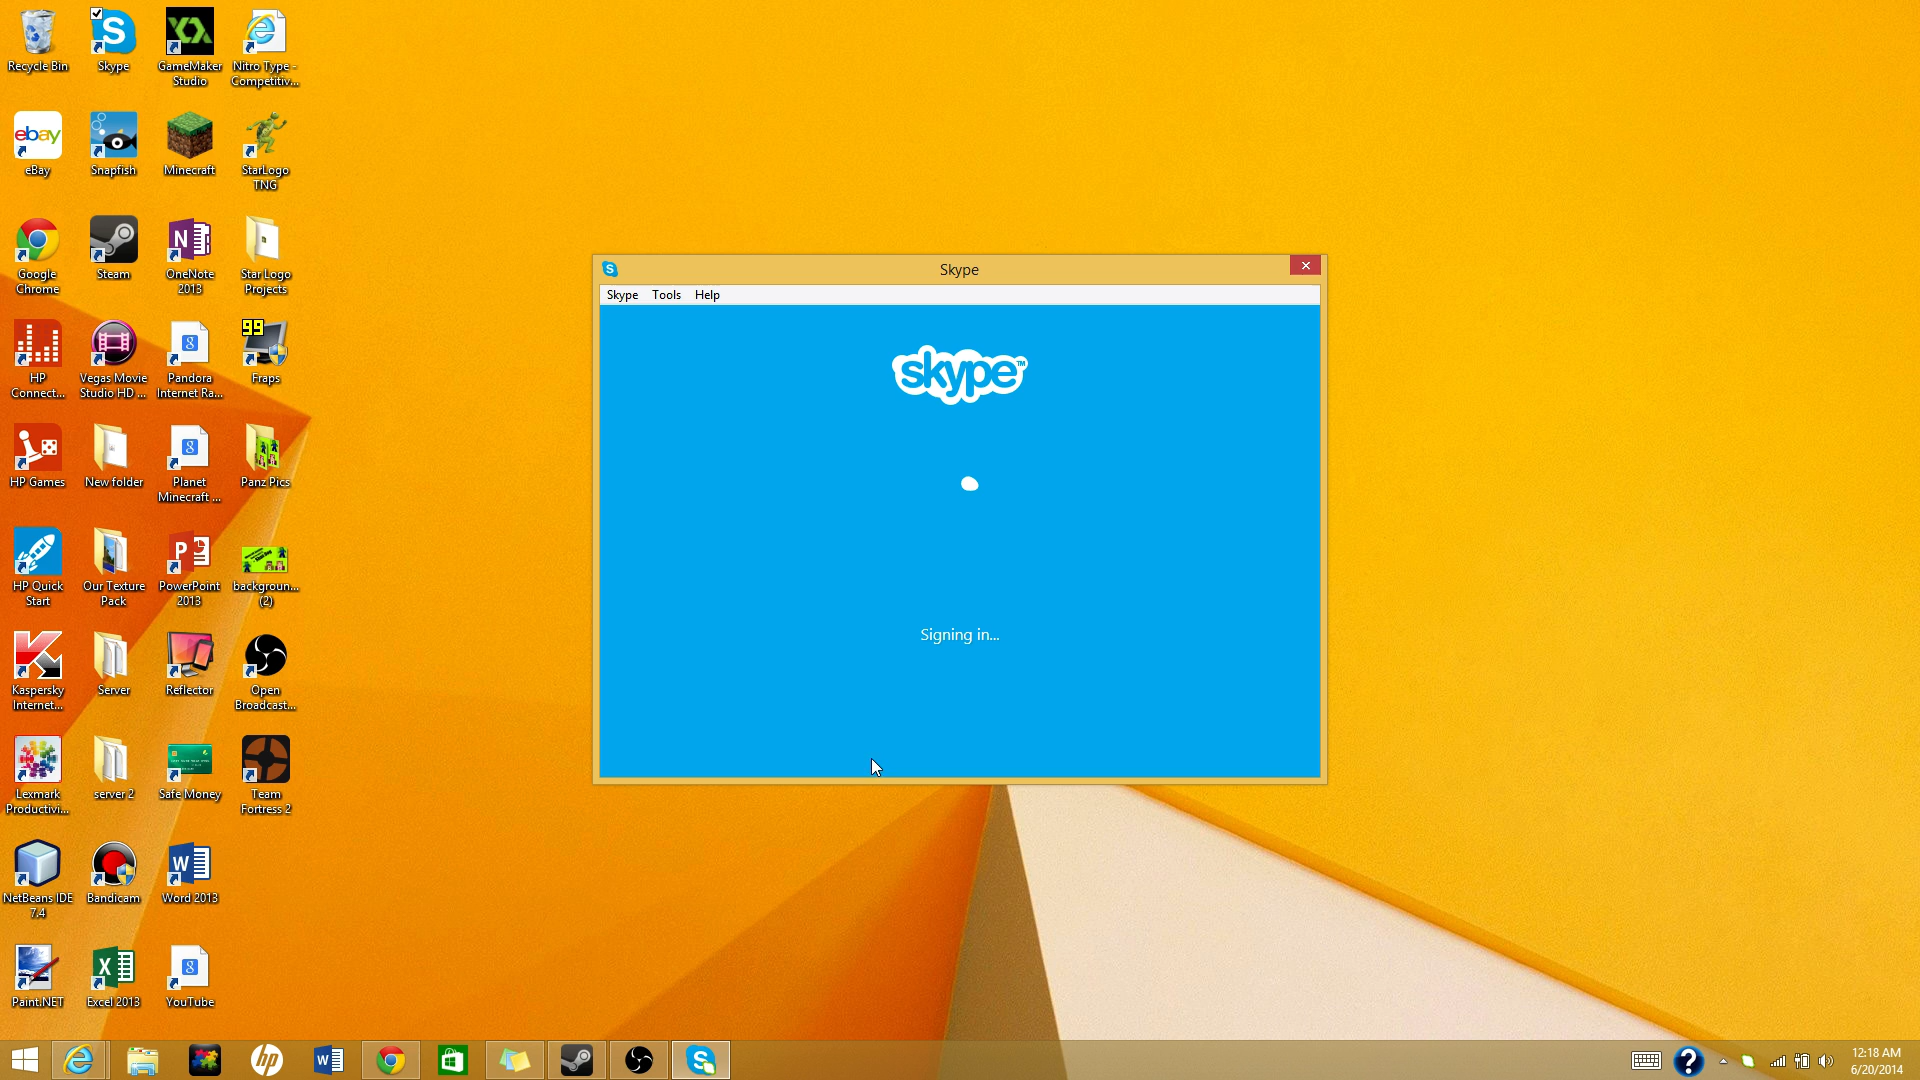 Recycle Bin
Skype
GameMaker
Studio
Nitro Type -
Competitiv...
eBay
Snapfish
Minecraft
StarLogo
TNG
Google
Chrome
Steam
OneNote
2013
Star Logo
Projects
HP
Connect...
Vegas Movie
Studio HD ...
Pandora
Internet Ra...
99
Fraps
HP Games
New folder
Planet
Minecraft ...
Panz Pics
HP Quick
Start
Our Texture
Pack
PowerPoint
2013
backgroun...
(2)
Kaspersky
Internet...
Server
Reflector
Open
Broadcast...
Lexmark
Productivi...
server 2
Safe Money
Team
Fortress 2
NetBeans IDE
7.4
Bandicam
Word 2013
Paint.NET
Excel 2013
YouTube
Skype
Skype Tools Help
skype™
Signing in...
12:18 AM
6/20/2014